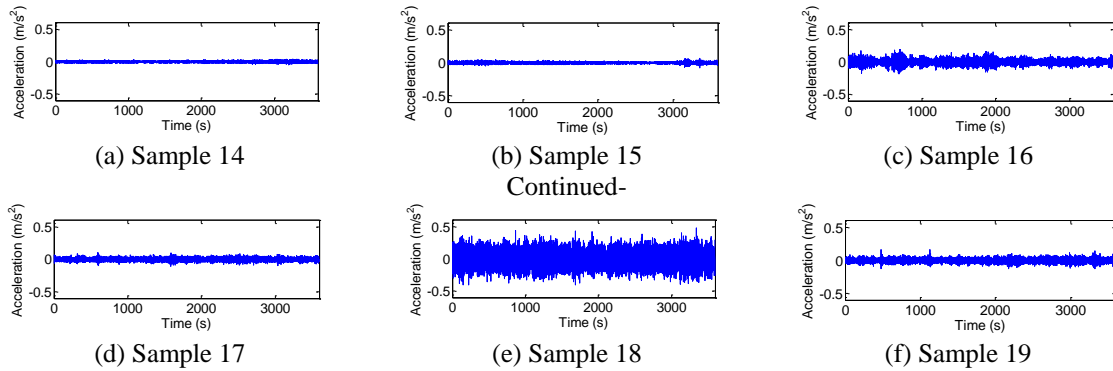 Acceleration (m/s²)
0.5
0
-0.5
0 1000 2000 3000
Time (s)
(a) Sample 14
Acceleration (m/s²)
0.5
0
-0.5
0 1000 2000 3000
Time (s)
(b) Sample 15
Acceleration (m/s²)
0.5
0
-0.5
0 1000 2000 3000
Time (s)
(c) Sample 16
Continued-
Acceleration (m/s²)
0.5
0
-0.5
0 1000 2000 3000
Time (s)
(d) Sample 17
Acceleration (m/s²)
0.5
0
-0.5
0 1000 2000 3000
Time (s)
(e) Sample 18
Acceleration (m/s²)
0.5
0
-0.5
0 1000 2000 3000
Time (s)
(f) Sample 19